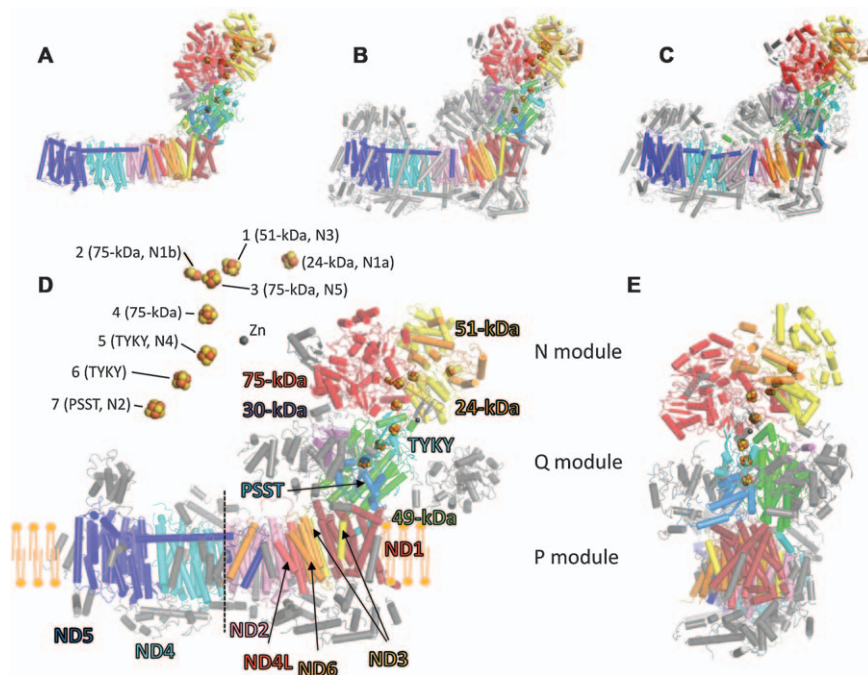 A
B
C
1 (51-kDa, N3)
2 (75-kDa, N1b)
(24-kDa, N1a)
3 (75-kDa, N5)
D
E
4 (75-kDa)
Zn
5 (TYKY, N4)
6 (TYKY)
7 (PSST, N2)
51-kDa
N module
75-kDa
30-kDa
24-kDa
TYKY
Q module
PSST
49-kDa
ND1
P module
ND5
ND4
ND2
ND4L
ND6
ND3